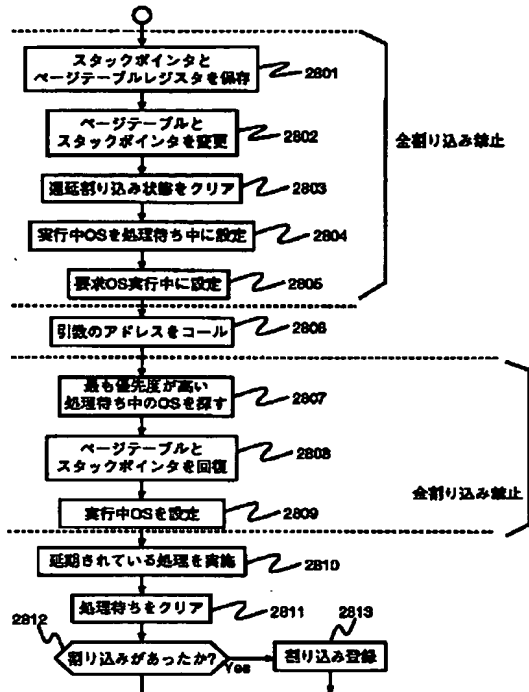 スタックポインタと
ページテーブルレジスタを保存
2801
ページテーブルと
スタックポインタを変更
2802
全割り込み禁止
遅延割り込み状態をクリア
2803
実行中OSを処理待ち中に設定
2804
要求OS実行中に設定
2805
引数のアドレスをコール
2806
最も優先度が高い
処理待ち中のOSを探す
2807
ページテーブルと
スタックポインタを回復
2808
全割り込み禁止
実行中OSを設定
2809
延期されている処理を実施
2810
処理待ちをクリア
2811
2812
割り込みがあったか?
Yes
2813
割り込み登録